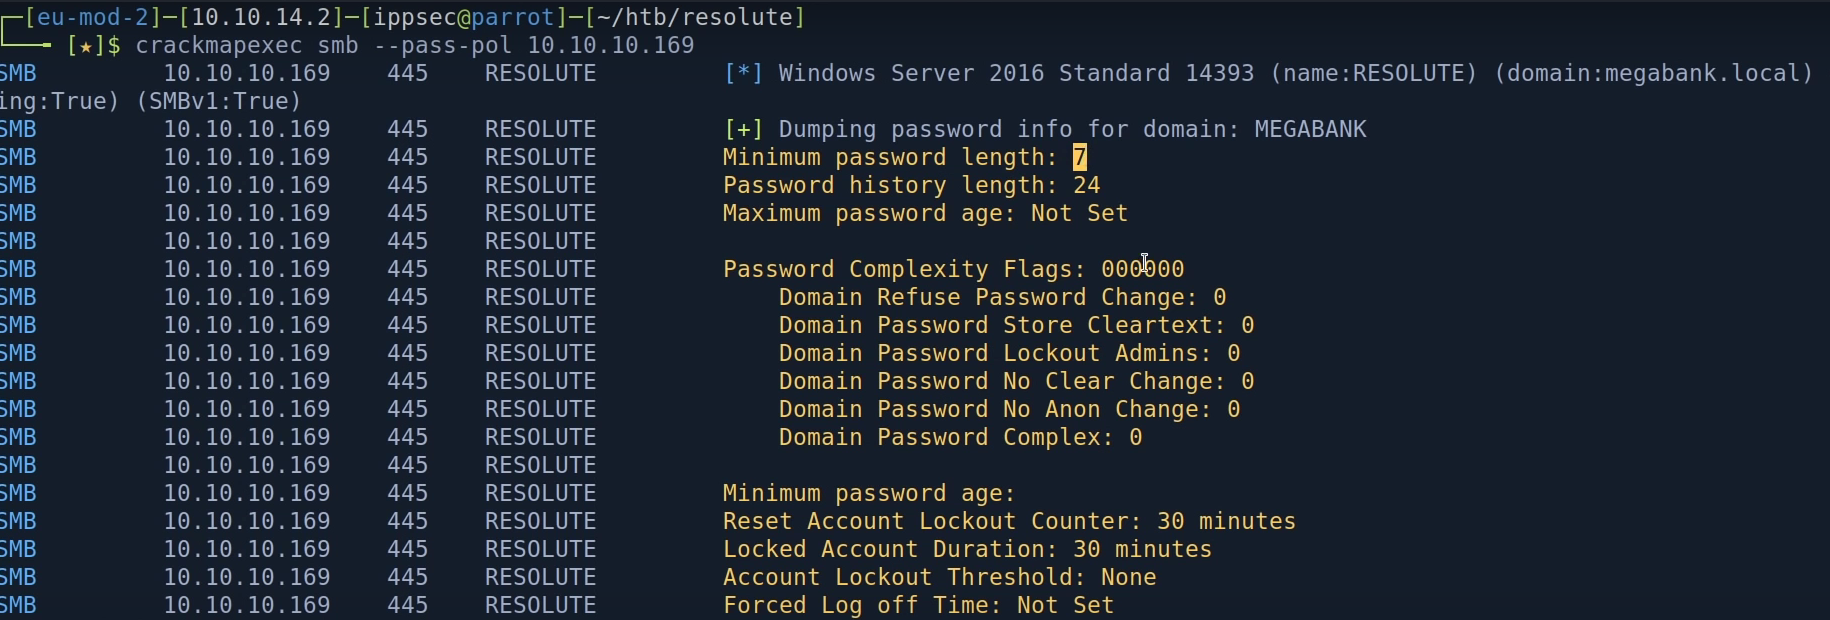 [eu-mod-2]─[10.10.14.2]─[ippsec@parrot]─[~/htb/resolute]
[★]$ crackmapexec smb --pass-pol 10.10.10.169
SMB 10.10.10.169 445 RESOLUTE [*] Windows Server 2016 Standard 14393 (name:RESOLUTE) (domain:megabank.local)
ing:True) (SMBv1:True)
SMB 10.10.10.169 445 RESOLUTE [+] Dumping password info for domain: MEGABANK
SMB 10.10.10.169 445 RESOLUTE Minimum password length: 7
SMB 10.10.10.169 445 RESOLUTE Password history length: 24
SMB 10.10.10.169 445 RESOLUTE Maximum password age: Not Set
SMB 10.10.10.169 445 RESOLUTE
SMB 10.10.10.169 445 RESOLUTE Password Complexity Flags: 000000
SMB 10.10.10.169 445 RESOLUTE Domain Refuse Password Change: 0
SMB 10.10.10.169 445 RESOLUTE Domain Password Store Cleartext: 0
SMB 10.10.10.169 445 RESOLUTE Domain Password Lockout Admins: 0
SMB 10.10.10.169 445 RESOLUTE Domain Password No Clear Change: 0
SMB 10.10.10.169 445 RESOLUTE Domain Password No Anon Change: 0
SMB 10.10.10.169 445 RESOLUTE Domain Password Complex: 0
SMB 10.10.10.169 445 RESOLUTE
SMB 10.10.10.169 445 RESOLUTE Minimum password age:
SMB 10.10.10.169 445 RESOLUTE Reset Account Lockout Counter: 30 minutes
SMB 10.10.10.169 445 RESOLUTE Locked Account Duration: 30 minutes
SMB 10.10.10.169 445 RESOLUTE Account Lockout Threshold: None
SMB 10.10.10.169 445 RESOLUTE Forced Log off Time: Not Set